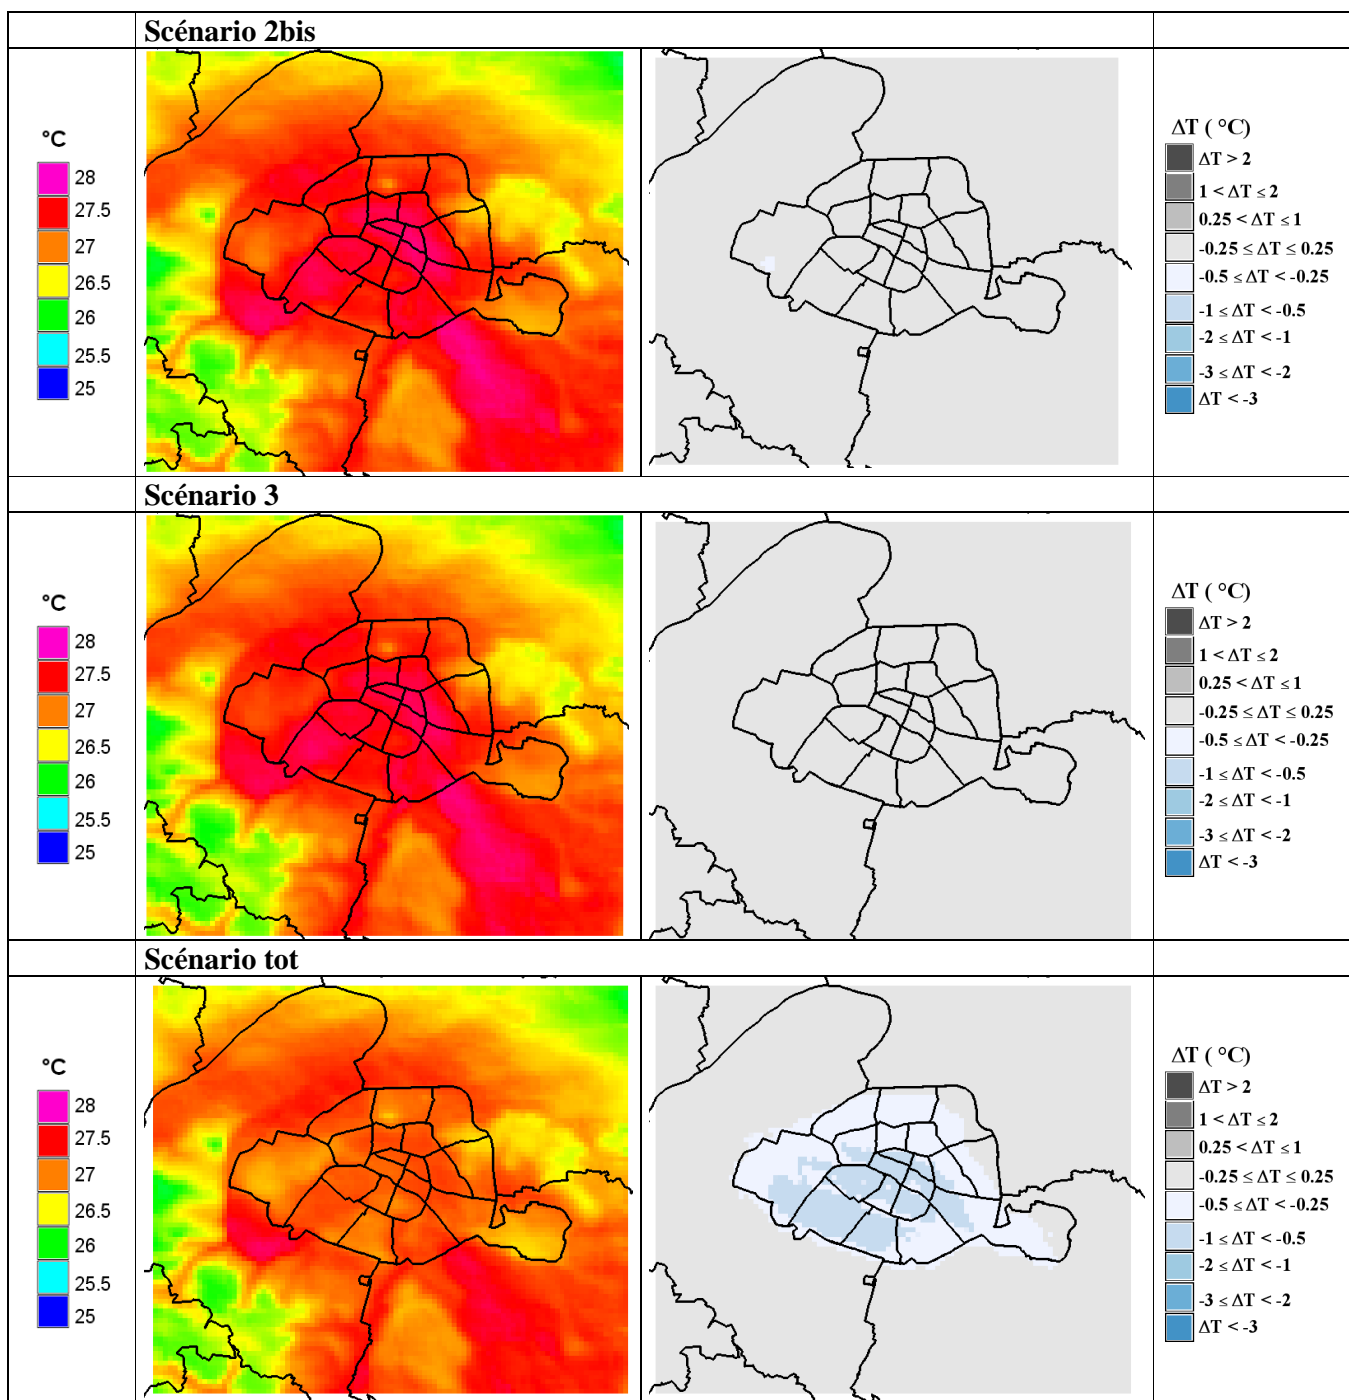 Scénario 2bis
°C
28
27.5
27
26.5
26
25.5
25
ΔT ( °C)
ΔT > 2
1 < ΔT ≤ 2
0.25 < ΔT ≤ 1
-0.25 ≤ ΔT ≤ 0.25
-0.5 ≤ ΔT < -0.25
-1 ≤ ΔT < -0.5
-2 ≤ ΔT < -1
-3 ≤ ΔT < -2
ΔT < -3
Scénario 3
°C
28
27.5
27
26.5
26
25.5
25
ΔT ( °C)
ΔT > 2
1 < ΔT ≤ 2
0.25 < ΔT ≤ 1
-0.25 ≤ ΔT ≤ 0.25
-0.5 ≤ ΔT < -0.25
-1 ≤ ΔT < -0.5
-2 ≤ ΔT < -1
-3 ≤ ΔT < -2
ΔT < -3
Scénario tot
°C
28
27.5
27
26.5
26
25.5
25
ΔT ( °C)
ΔT > 2
1 < ΔT ≤ 2
0.25 < ΔT ≤ 1
-0.25 ≤ ΔT ≤ 0.25
-0.5 ≤ ΔT < -0.25
-1 ≤ ΔT < -0.5
-2 ≤ ΔT < -1
-3 ≤ ΔT < -2
ΔT < -3